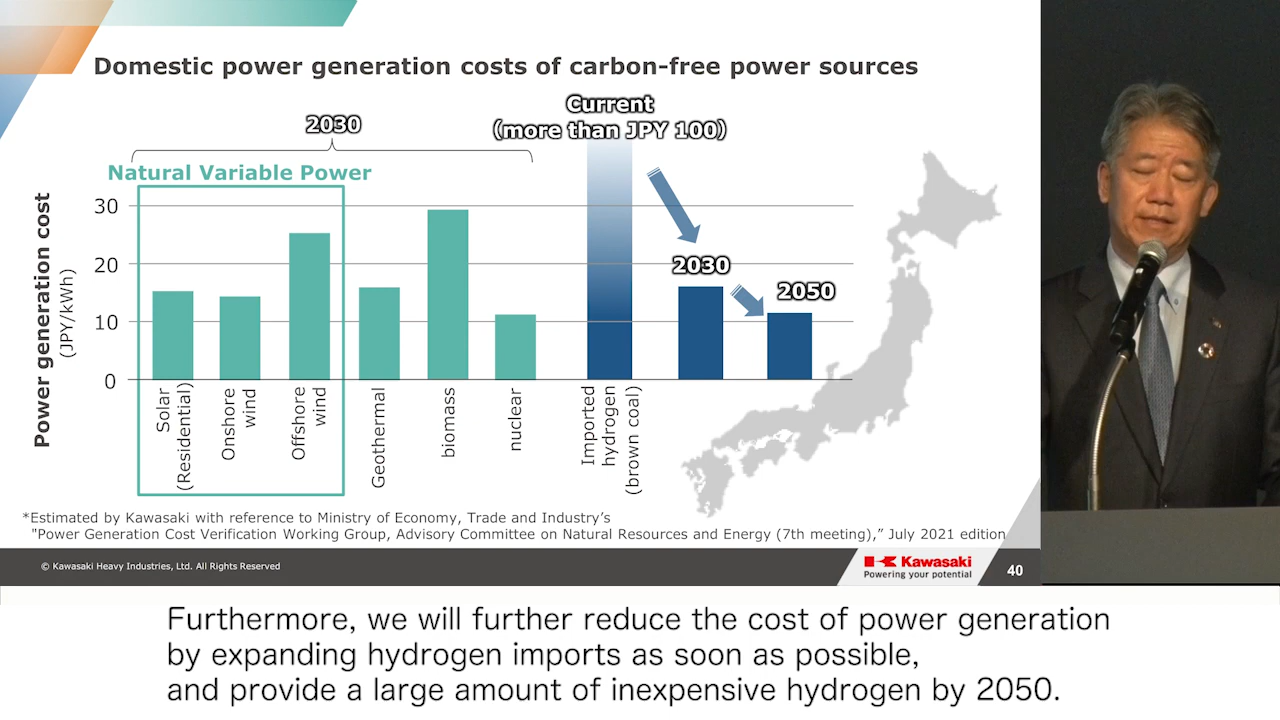 Domestic power generation costs of carbon-free power sources
2030
Current
(more than JPY 100)
Natural Variable Power
Power generation cost
(JPY/kWh)
30
20
10
0
2030
2050
Solar
(Residential)
Onshore
wind
Offshore
wind
Geothermal
biomass
nuclear
Imported
hydrogen
(brown coal)
*Estimated by Kawasaki with reference to Ministry of Economy, Trade and Industry’s
"Power Generation Cost Verification Working Group, Advisory Committee on Natural Resources and Energy (7th meeting),” July 2021 edition
© Kawasaki Heavy Industries, Ltd. All Rights Reserved
Kawasaki
Powering your potential
40
Furthermore, we will further reduce the cost of power generation
by expanding hydrogen imports as soon as possible,
and provide a large amount of inexpensive hydrogen by 2050.